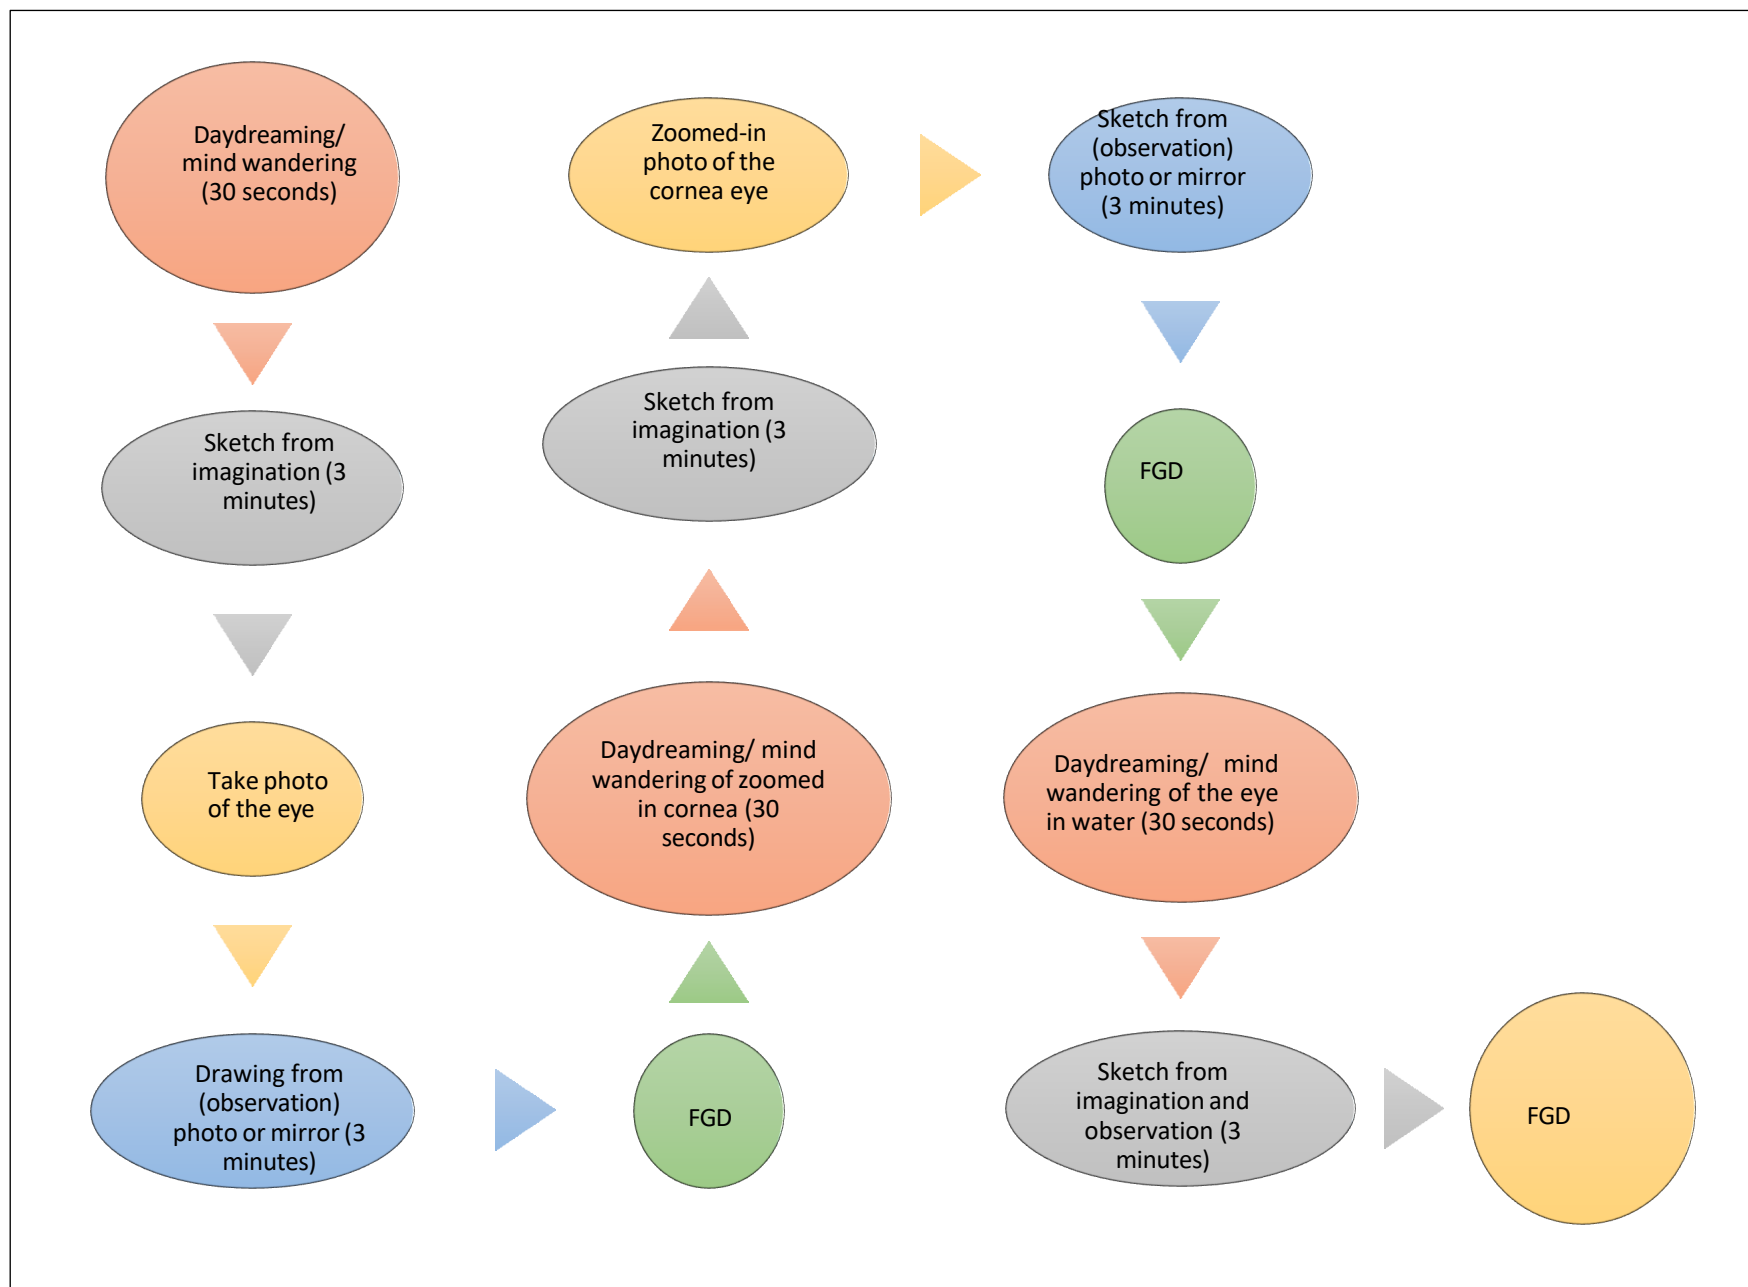 Daydreaming/
mind wandering
(30 seconds)
Sketch from
imagination (3
minutes)
Take photo
of the eye
Drawing from
(observation)
photo or mirror (3
minutes)
FGD
Daydreaming/ mind
wandering of zoomed
in cornea (30
seconds)
Sketch from
imagination (3
minutes)
Zoomed-in
photo of the
cornea eye
Sketch from
(observation)
photo or mirror
(3 minutes)
FGD
Daydreaming/ mind
wandering of the eye
in water (30 seconds)
Sketch from
imagination and
observation (3
minutes)
FGD